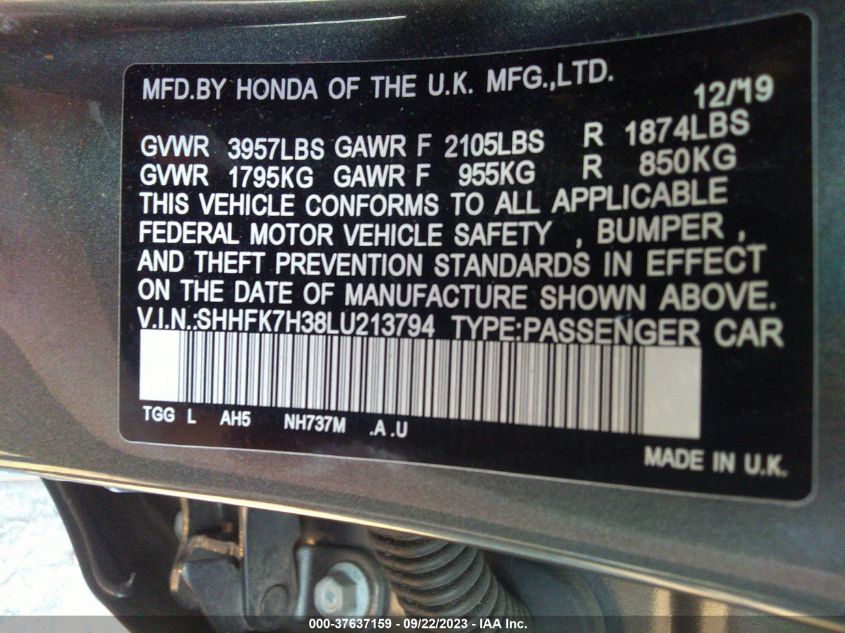 MFD.BY HONDA OF THE U.K. MFG.,LTD.
12/'19
GVWR 3957LBS GAWR F 2105LBS R 1874LBS
GVWR 1795KG GAWR F 955KG R 850KG
THIS VEHICLE CONFORMS TO ALL APPLICABLE
FEDERAL MOTOR VEHICLE SAFETY , BUMPER ,
AND THEFT PREVENTION STANDARDS IN EFFECT
ON THE DATE OF MANUFACTURE SHOWN ABOVE.
V.I.N.:SHHFK7H38LU213794 TYPE:PASSENGER CAR
TGG L AH5 NH737M .A .U
MADE IN U.K.
000-37637159 - 09/22/2023 - IAA Inc.